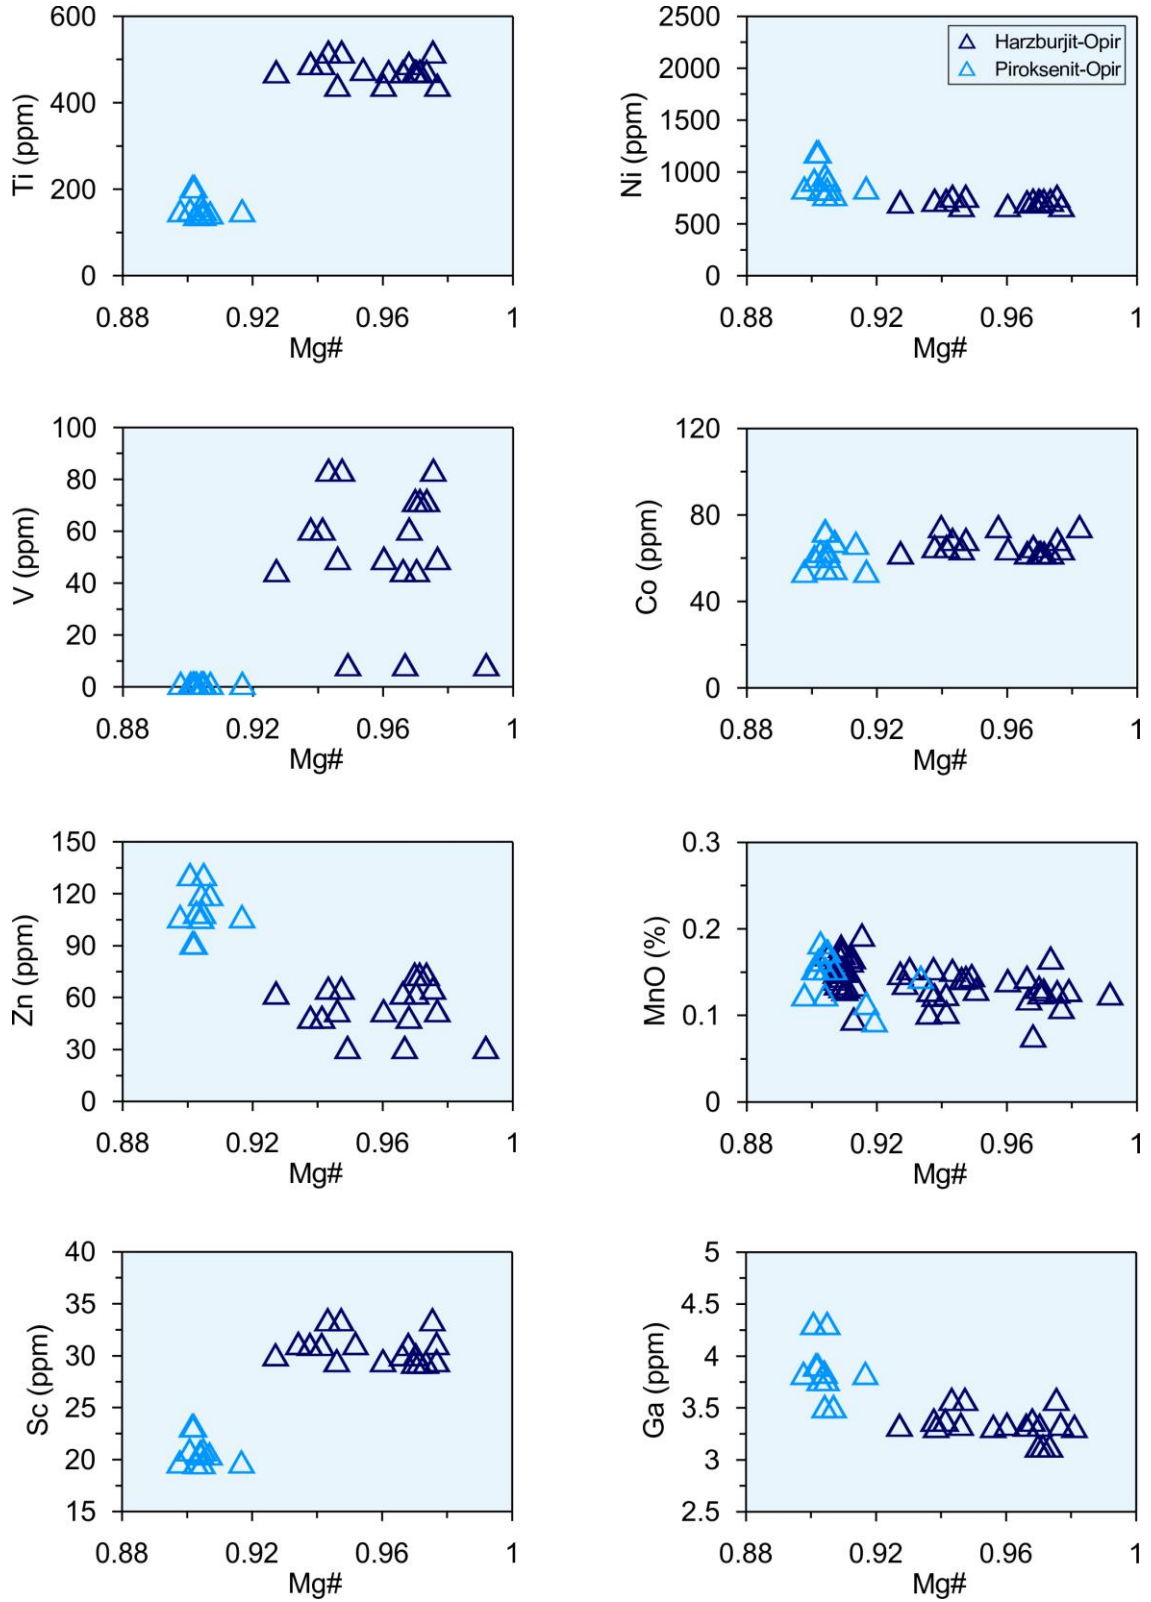 600
400
200
0
Ti (ppm)
0.88 0.92 0.96 1
Mg#
2500
2000
1500
1000
500
0
Ni (ppm)
Harzburjit-Opir
Piroksenit-Opir
0.88 0.92 0.96 1
Mg#
100
80
60
40
20
0
V (ppm)
0.88 0.92 0.96 1
Mg#
120
80
40
0
Co (ppm)
0.88 0.92 0.96 1
Mg#
150
120
90
60
30
0
Zn (ppm)
0.88 0.92 0.96 1
Mg#
0.3
0.2
0.1
0
MnO (%)
0.88 0.92 0.96 1
Mg#
40
35
30
25
20
15
Sc (ppm)
0.88 0.92 0.96 1
Mg#
5
4.5
4
3.5
3
2.5
Ga (ppm)
0.88 0.92 0.96 1
Mg#